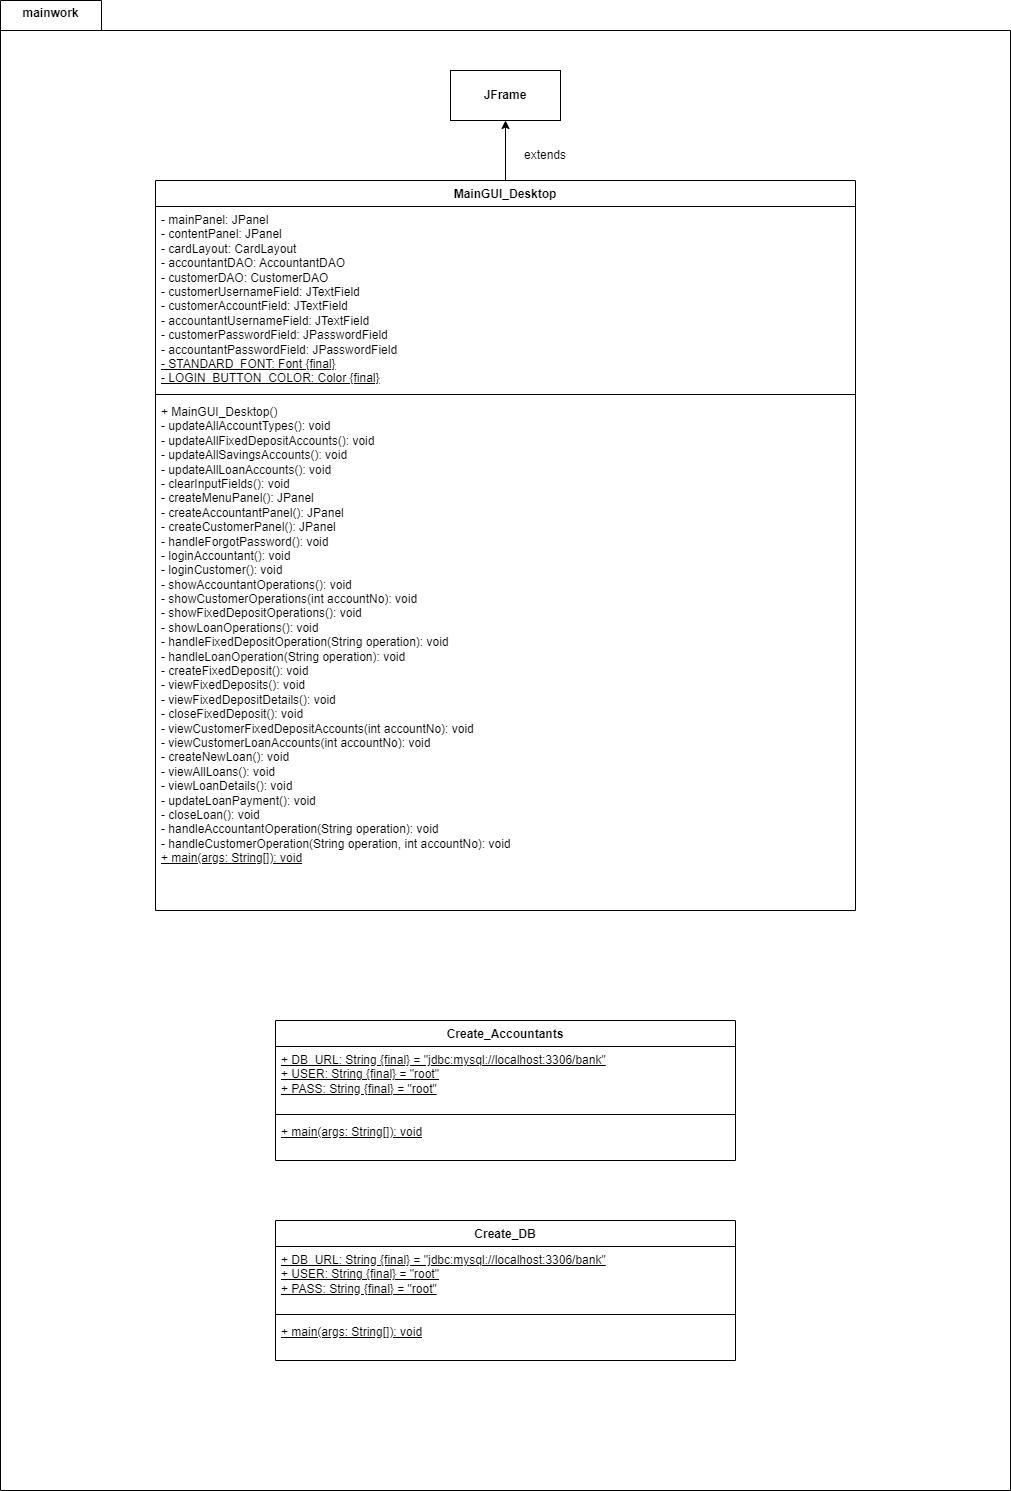 mainwork
JFrame
extends
MainGUI_Desktop
- mainPanel: JPanel
- contentPanel: JPanel
- cardLayout: CardLayout
- accountantDAO: AccountantDAO
- customerDAO: CustomerDAO
- customerUsernameField: JTextField
- customerAccountField: JTextField
- accountantUsernameField: JTextField
- customerPasswordField: JPasswordField
- accountantPasswordField: JPasswordField
- STANDARD_FONT: Font {final}
- LOGIN_BUTTON_COLOR: Color {final}
+ MainGUI_Desktop()
- updateAllAccountTypes(): void
- updateAllFixedDepositAccounts(): void
- updateAllSavingsAccounts(): void
- updateAllLoanAccounts(): void
- clearInputFields(): void
- createMenuPanel(): JPanel
- createAccountantPanel(): JPanel
- createCustomerPanel(): JPanel
- handleForgotPassword(): void
- loginAccountant(): void
- loginCustomer(): void
- showAccountantOperations(): void
- showCustomerOperations(int accountNo): void
- showFixedDepositOperations(): void
- showLoanOperations(): void
- handleFixedDepositOperation(String operation): void
- handleLoanOperation(String operation): void
- createFixedDeposit(): void
- viewFixedDeposits(): void
- viewFixedDepositDetails(): void
- closeFixedDeposit(): void
- viewCustomerFixedDepositAccounts(int accountNo): void
- viewCustomerLoanAccounts(int accountNo): void
- createNewLoan(): void
- viewAllLoans(): void
- viewLoanDetails(): void
- updateLoanPayment(): void
- closeLoan(): void
- handleAccountantOperation(String operation): void
- handleCustomerOperation(String operation, int accountNo): void
+ main(args: String[]): void
Create_Accountants
+ DB_URL: String {final} = "jdbc:mysql://localhost:3306/bank"
+ USER: String {final} = "root"
+ PASS: String {final} = "root"
+ main(args: String[]): void
Create_DB
+ DB_URL: String {final} = "jdbc:mysql://localhost:3306/bank"
+ USER: String {final} = "root"
+ PASS: String {final} = "root"
+ main(args: String[]): void